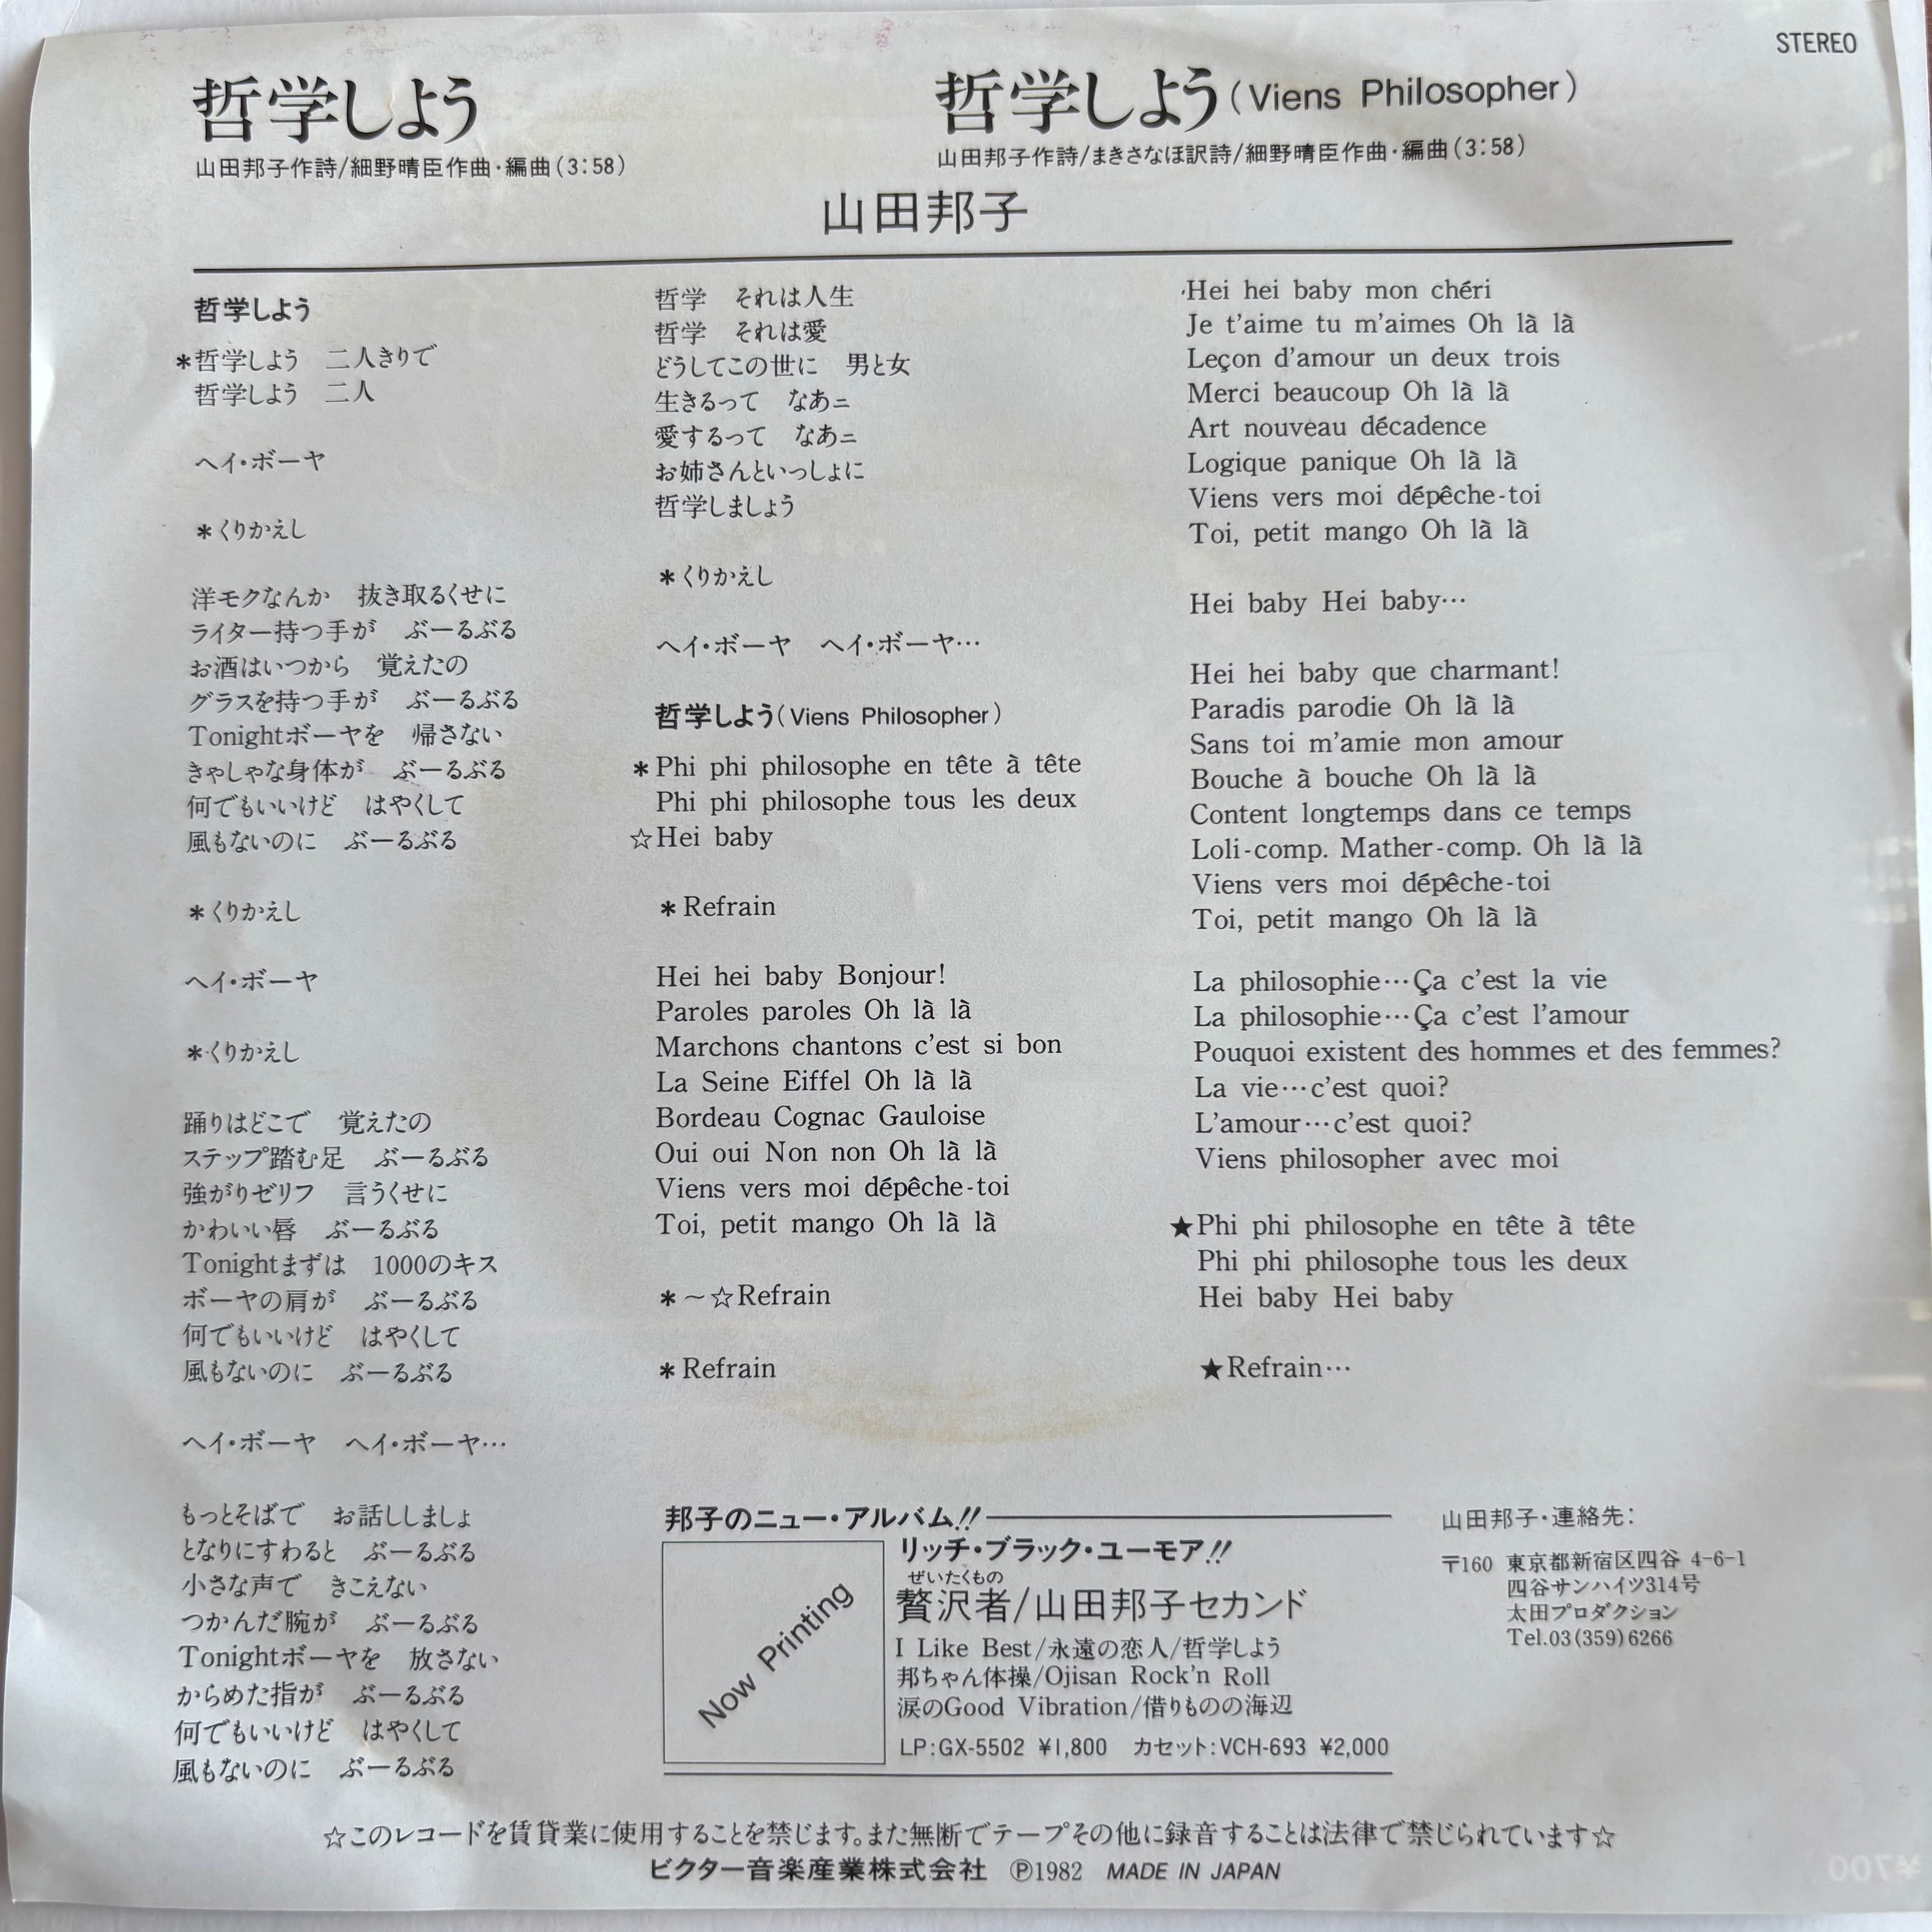 STEREO
哲学しよう
山田邦子作詩/細野晴臣作曲・編曲(3:58)
哲学しよう(Viens Philosopher)
山田邦子作詩/まきさなほ訳詩/細野晴臣作曲・編曲(3:58)
山田邦子
哲学しよう
*哲学しよう　二人きりで
哲学しよう　二人
ヘイ・ボーヤ
*くりかえし
洋モクなんか　抜き取るくせに
ライター持つ手が　ぶーるぶる
お酒はいつから　覚えたの
グラスを持つ手が　ぶーるぶる
Tonightボーヤを　帰さない
きゃしゃな身体が　ぶーるぶる
何でもいいけど　はやくして
風もないのに　ぶーるぶる
*くりかえし
ヘイ・ボーヤ
*くりかえし
踊りはどこで　覚えたの
ステップ踏む足　ぶーるぶる
強がりゼリフ　言うくせに
かわいい唇　ぶーるぶる
Tonightまずは　1000のキス
ボーヤの肩が　ぶーるぶる
何でもいいけど　はやくして
風もないのに　ぶーるぶる
ヘイ・ボーヤ　ヘイ・ボーヤ…
もっとそばで　お話ししましょ
となりにすわると　ぶーるぶる
小さな声で　きこえない
つかんだ腕が　ぶーるぶる
Tonightボーヤを　放さない
からめた指が　ぶーるぶる
何でもいいけど　はやくして
風もないのに　ぶーるぶる
哲学　それは人生
哲学　それは愛
どうしてこの世に　男と女
生きるって　なあニ
愛するって　なあニ
お姉さんといっしょに
哲学しましょう
*くりかえし
ヘイ・ボーヤ　ヘイ・ボーヤ…
哲学しよう(Viens Philosopher)
*Phi phi philosophe en tête à tête
Phi phi philosophe tous les deux
☆Hei baby
*Refrain
Hei hei baby Bonjour!
Paroles paroles Oh là là
Marchons chantons c'est si bon
La Seine Eiffel Oh là là
Bordeau Cognac Gauloise
Oui oui Non non Oh là là
Viens vers moi dépêche-toi
Toi, petit mango Oh là là
*～☆Refrain
*Refrain
Hei hei baby mon chéri
Je t'aime tu m'aimes Oh là là
Leçon d'amour un deux trois
Merci beaucoup Oh là là
Art nouveau décadence
Logique panique Oh là là
Viens vers moi dépêche-toi
Toi, petit mango Oh là là
Hei baby Hei baby…
Hei hei baby que charmant!
Paradis parodie Oh là là
Sans toi m'amie mon amour
Bouche à bouche Oh là là
Content longtemps dans ce temps
Loli-comp. Mather-comp. Oh là là
Viens vers moi dépêche-toi
Toi, petit mango Oh là là
La philosophie…Ça c'est la vie
La philosophie…Ça c'est l'amour
Pouquoi existent des hommes et des femmes?
La vie…c'est quoi?
L'amour…c'est quoi?
Viens philosopher avec moi
★Phi phi philosophe en tête à tête
Phi phi philosophe tous les deux
Hei baby Hei baby
★Refrain…
邦子のニュー・アルバム!!
Now Printing
リッチ・ブラック・ユーモア!!
ぜいたくもの
贅沢者/山田邦子セカンド
I Like Best/永遠の恋人/哲学しよう
邦ちゃん体操/Ojisan Rock'n Roll
涙のGood Vibration/借りものの海辺
LP:GX-5502 ¥1,800　カセット:VCH-693 ¥2,000
山田邦子・連絡先:
〒160 東京都新宿区四谷 4-6-1
四谷サンハイツ314号
太田プロダクション
Tel.03(359)6266
☆このレコードを賃貸業に使用することを禁じます。また無断でテープその他に録音することは法律で禁じられています☆
ビクター音楽産業株式会社 Ⓟ1982 MADE IN JAPAN
¥700